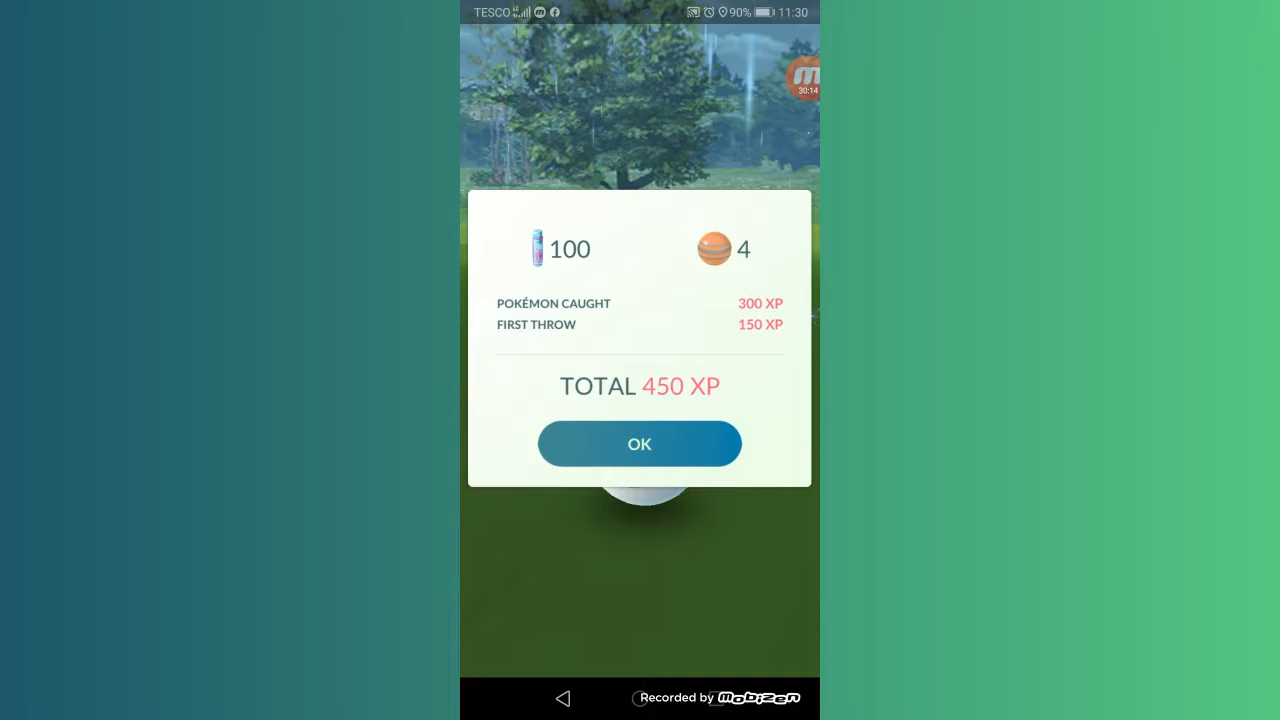 TESCO 90% 11:30
30:14
100 4
POKÉMON CAUGHT 300 XP
FIRST THROW 150 XP
TOTAL 450 XP
OK
Recorded by mobizen